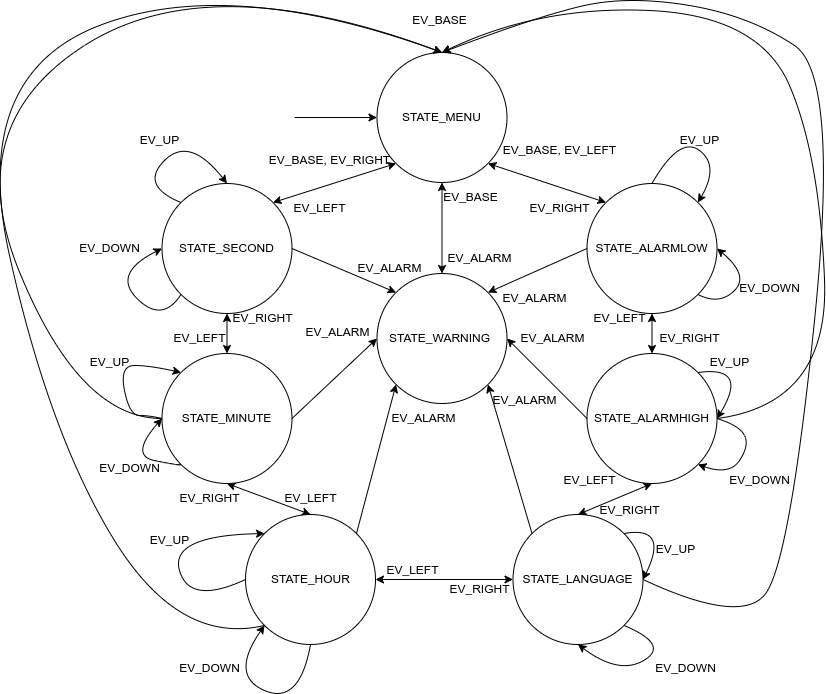 EV_BASE
STATE_MENU
EV_UP
EV_BASE, EV_RIGHT
EV_BASE, EV_LEFT
EV_UP
EV_LEFT
EV_BASE
EV_RIGHT
STATE_SECOND
STATE_ALARMLOW
EV_DOWN
EV_ALARM
EV_ALARM
EV_DOWN
EV_ALARM
EV_RIGHT
EV_LEFT
EV_LEFT
EV_ALARM
STATE_WARNING
EV_ALARM
EV_RIGHT
EV_UP
EV_UP
STATE_MINUTE
EV_ALARM
EV_ALARM
STATE_ALARMHIGH
EV_DOWN
EV_LEFT
EV_DOWN
EV_RIGHT
EV_LEFT
EV_RIGHT
EV_UP
EV_UP
STATE_HOUR
EV_LEFT
EV_RIGHT
STATE_LANGUAGE
EV_DOWN
EV_DOWN